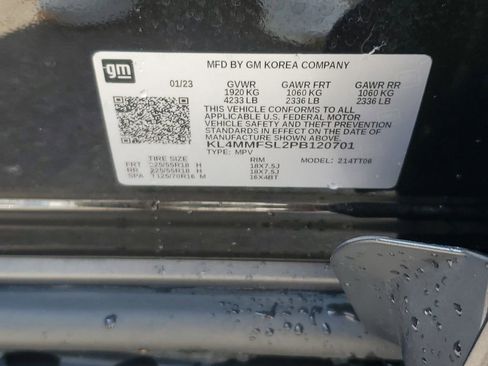 gm
MFD BY GM KOREA COMPANY
01/23 GVWR GAWR FRT GAWR RR
1920 KG 1060 KG 1060 KG
4233 LB 2336 LB 2336 LB
THIS VEHICLE CONFORMS TO ALL
APPLICABLE U.S. FEDERAL MOTOR
VEHICLE SAFETY AND THEFT PREVENTION
STANDARDS IN EFFECT ON THE DATE OF
MANUFACTURE SHOWN ABOVE.
KL4MMFSL2PB120701
TYPE: MPV
TIRE SIZE RIM MODEL: 214TT06
FRT 225/55R18 H 18X7.5J
RR 225/55R18 H 18X7.5J
SPA T125/70R16 M 16X4BT